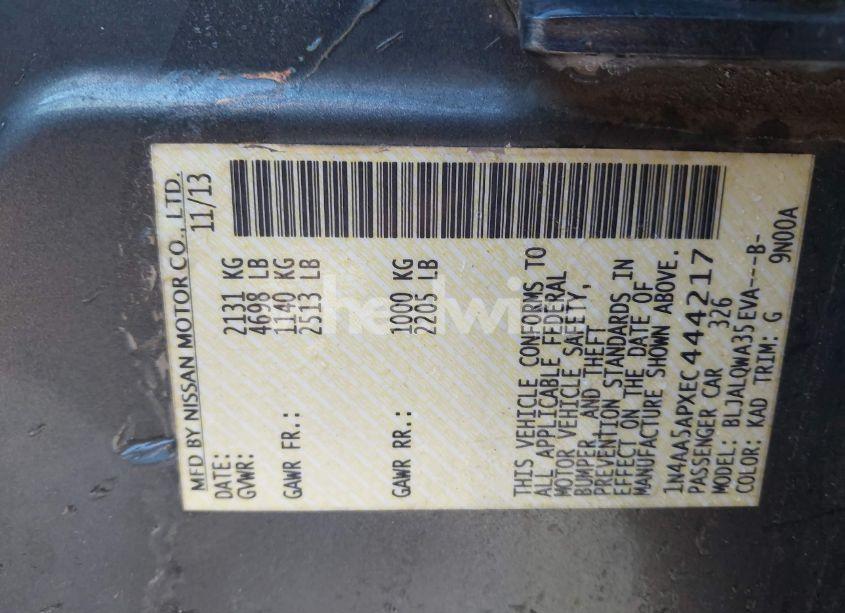 MFD BY NISSAN MOTOR CO., LTD.
DATE: 11/13
GVWR: 2131 KG
4698 LB
GAWR FR.: 1140 KG
2513 LB
GAWR RR.: 1000 KG
2205 LB
THIS VEHICLE CONFORMS TO
ALL APPLICABLE FEDERAL
MOTOR VEHICLE SAFETY,
BUMPER AND THEFT
PREVENTION STANDARDS IN
EFFECT ON THE DATE OF
MANUFACTURE SHOWN ABOVE.
1N4AA5APXEC444217
PASSENGER CAR 326
MODEL: BLJALQWA35EVA---B-
COLOR: KAD TRIM: G 9N00A